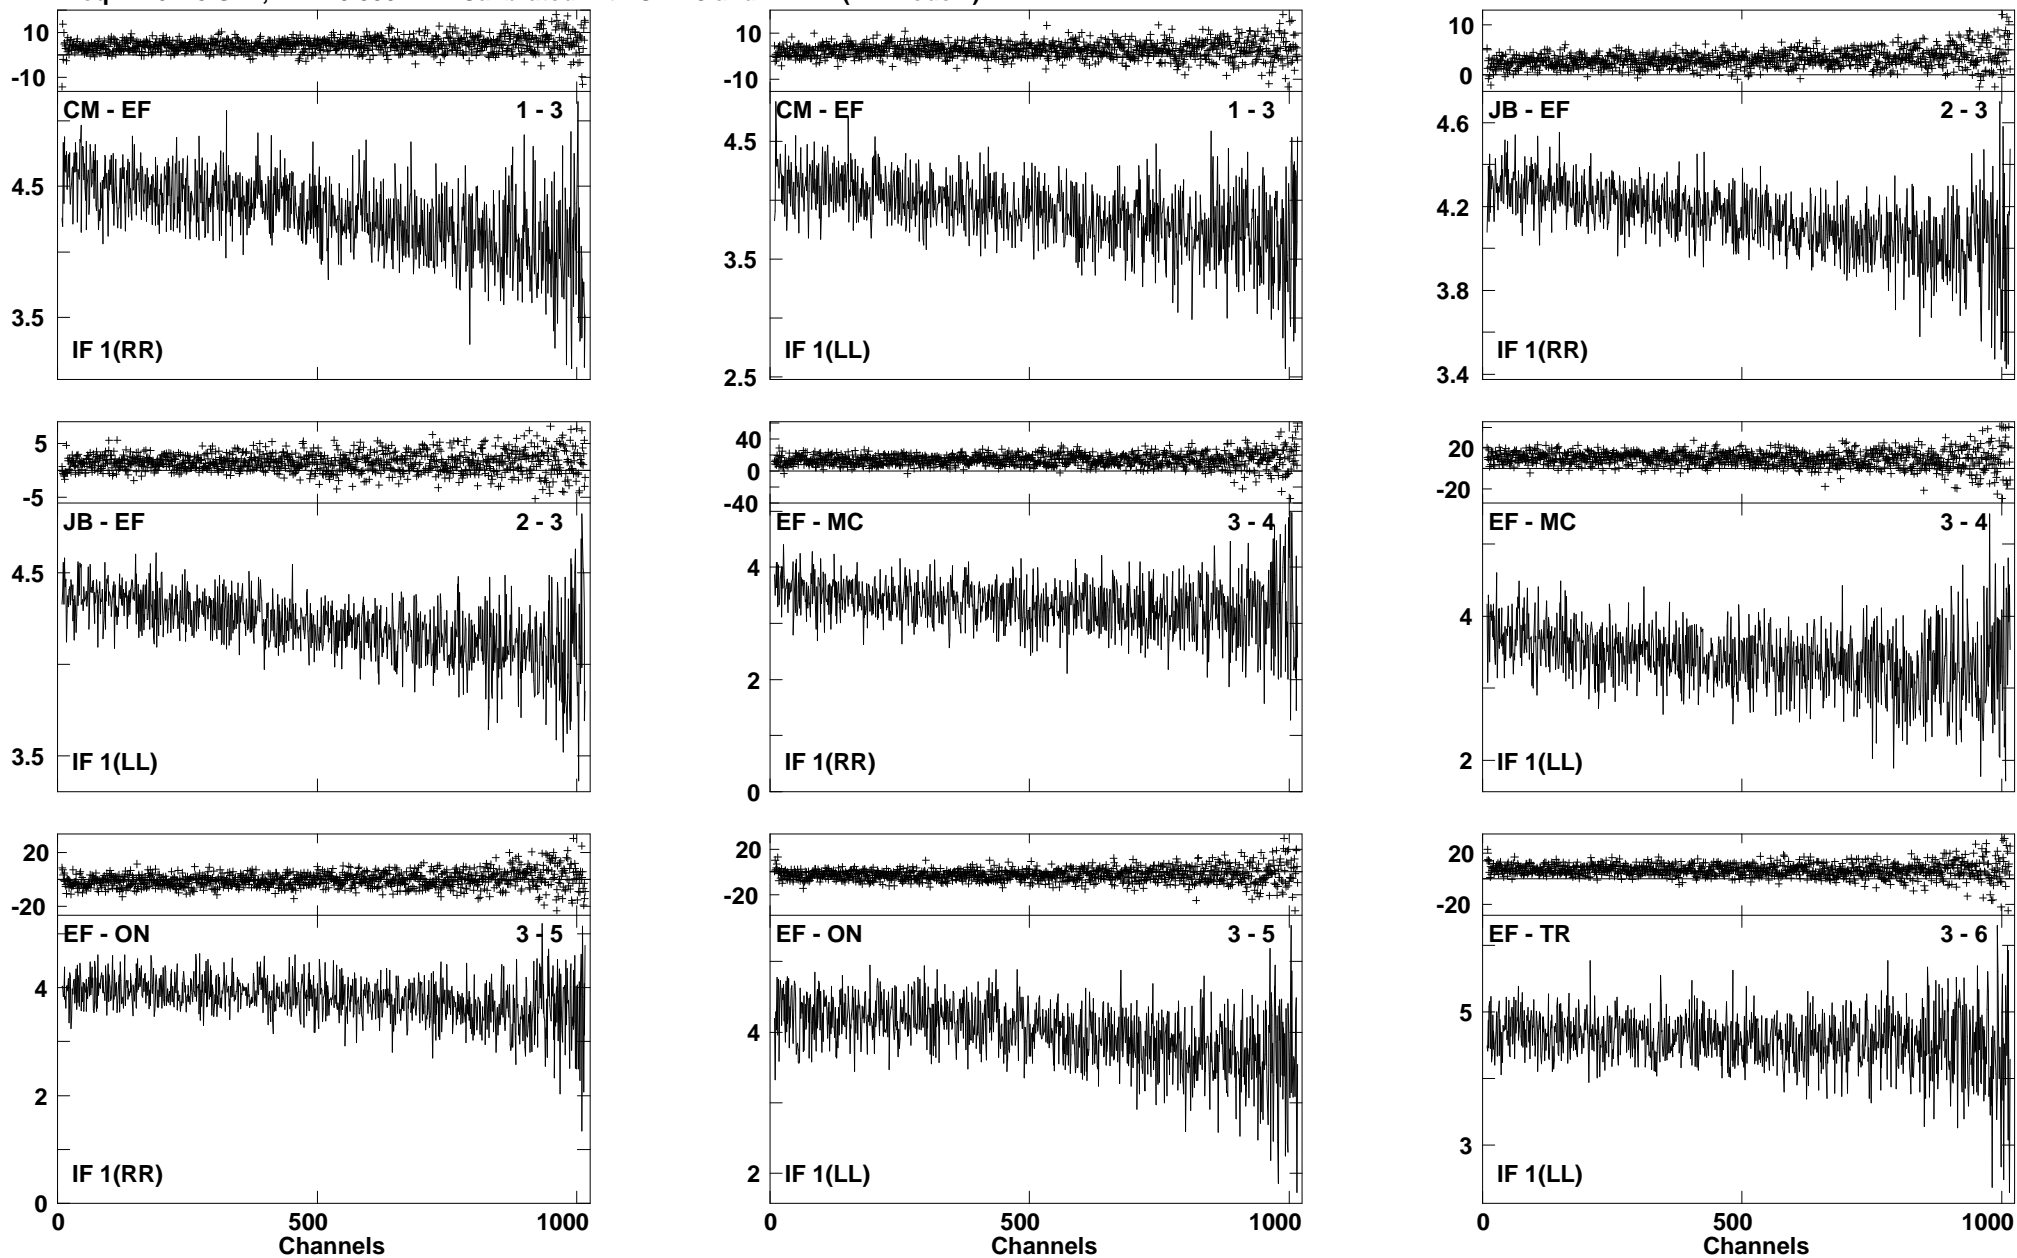 10
-10
CM - EF 1 - 3
4.5
3.5
IF 1(RR)
10
-10
CM - EF 1 - 3
4.5
3.5
2.5
IF 1(LL)
10
0
JB - EF 2 - 3
4.6
4.2
3.8
3.4
IF 1(RR)
5
-5
JB - EF 2 - 3
4.5
3.5
IF 1(LL)
40
0
-40
EF - MC 3 - 4
4
2
0
IF 1(RR)
20
-20
EF - MC 3 - 4
4
2
IF 1(LL)
20
-20
EF - ON 3 - 5
4
2
0
IF 1(RR)
0 500 1000
Channels
20
-20
EF - ON 3 - 5
4
2
IF 1(LL)
0 500 1000
Channels
20
-20
EF - TR 3 - 6
5
3
IF 1(LL)
0 500 1000
Channels